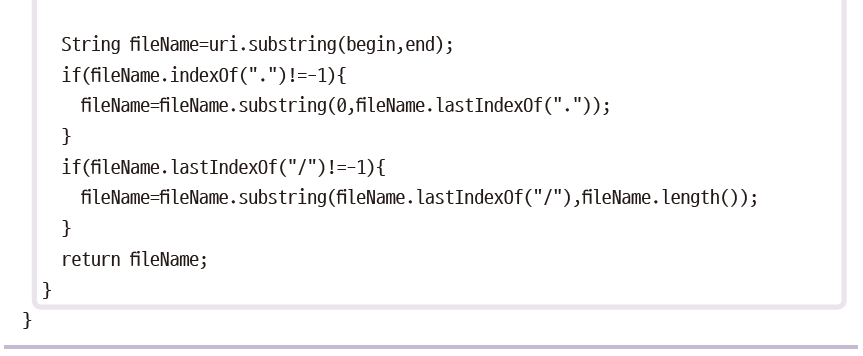 String fileName=uri.substring(begin,end);
if(fileName.indexOf(".")!=-1){
fileName=fileName.substring(0,fileName.lastIndexOf("."));
}
if(fileName.lastIndexOf("/")!=-1){
fileName=fileName.substring(fileName.lastIndexOf("/"),fileName.length());
}
return fileName;
}
}